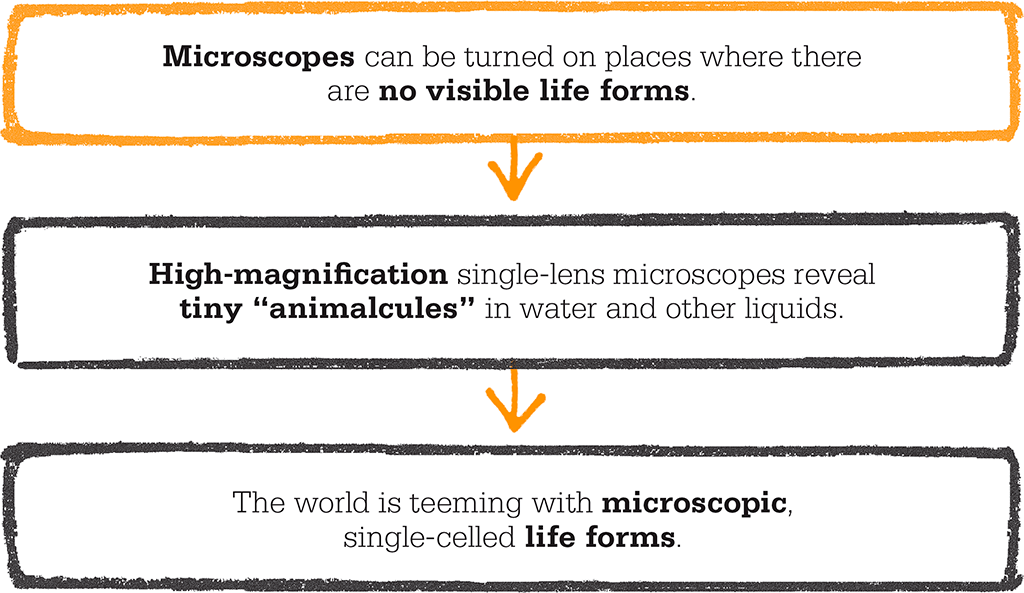 Microscopes can be turned on places where there
are no visible life forms.
High-magnification single-lens microscopes reveal
tiny “animalcules” in water and other liquids.
The world is teeming with microscopic,
single-celled life forms.